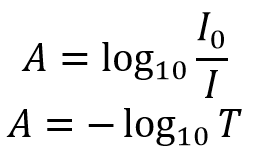 A = log₁₀ I₀/I
A = − log₁₀ T